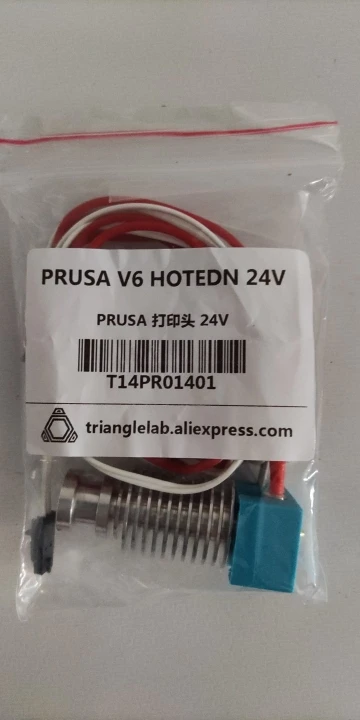 PRUSA V6 HOTEDN 24V
PRUSA 打印头 24V
T14PR01401
trianglelab.aliexpress.com